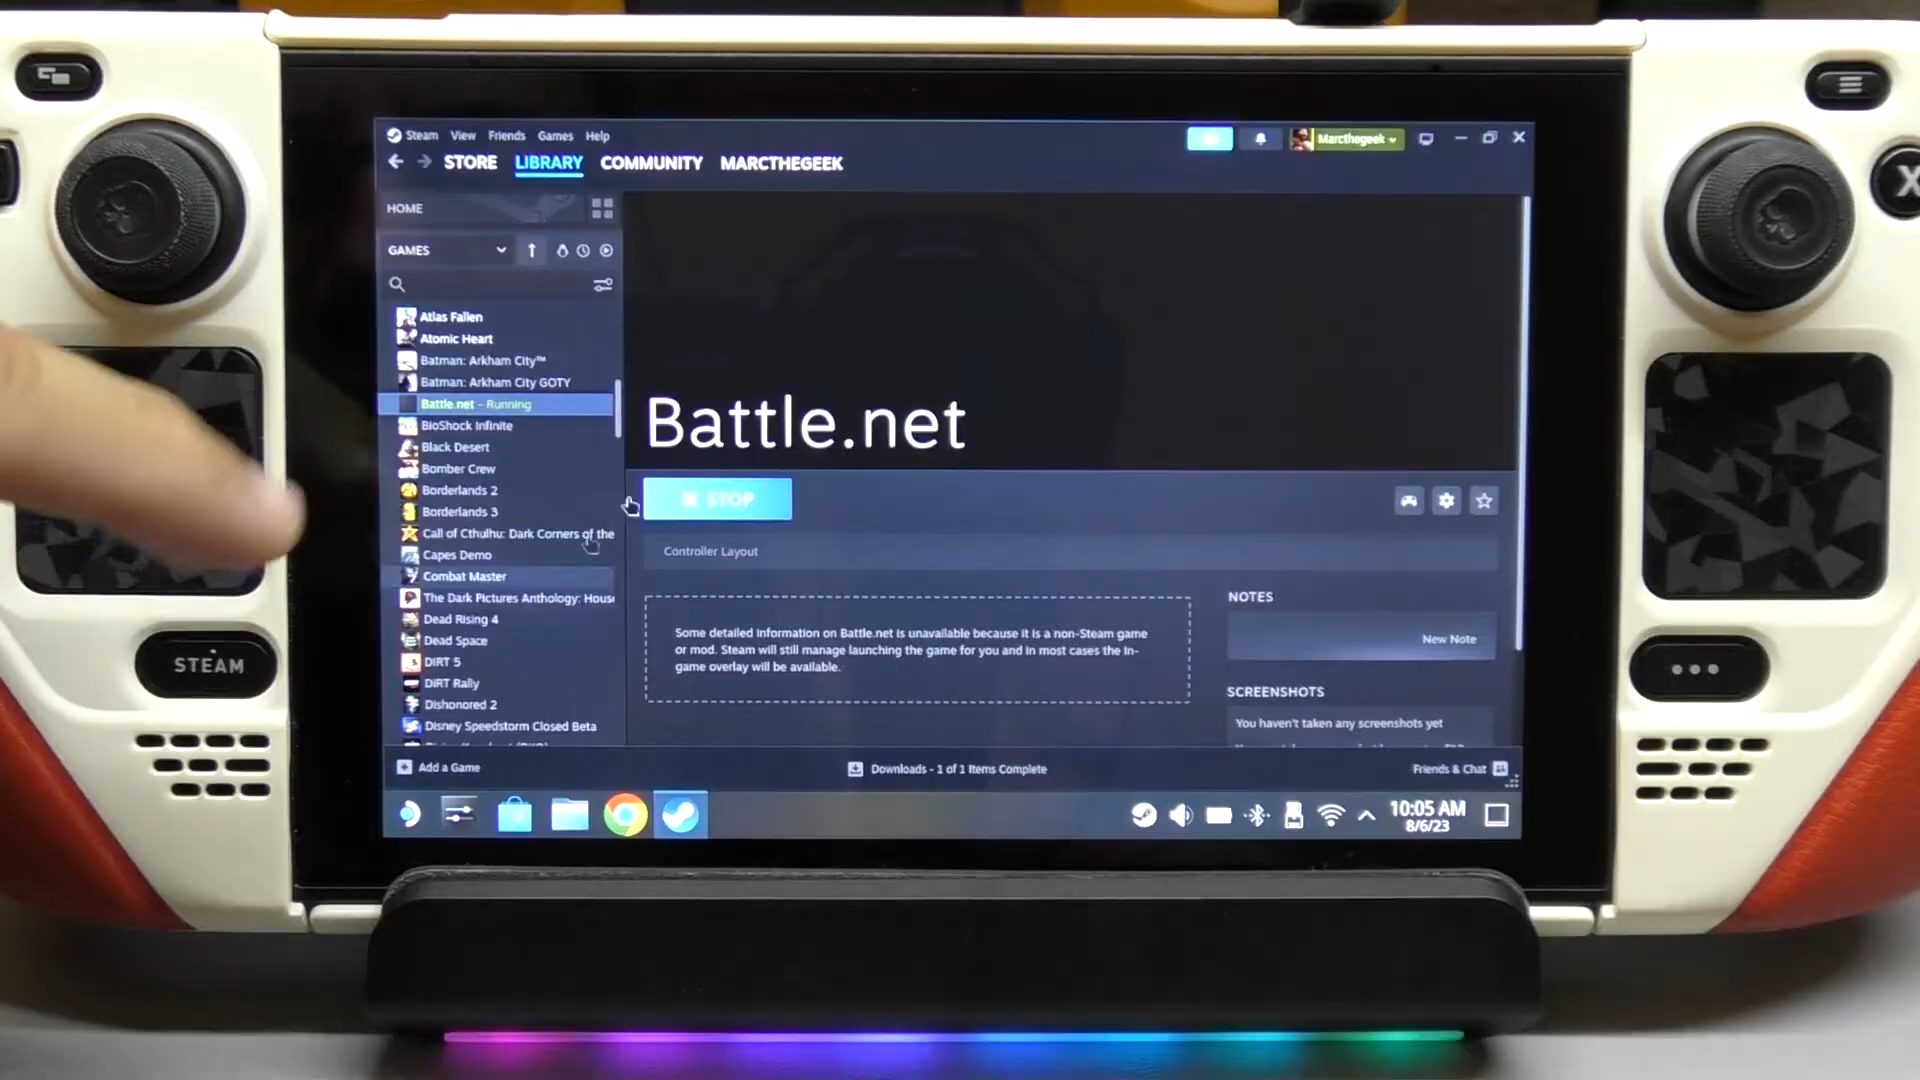 Steam View Friends Games Help
Marcthegeek
STORE LIBRARY COMMUNITY MARCTHEGEEK
HOME
GAMES
Atlas Fallen
Atomic Heart
Batman: Arkham City™
Batman: Arkham City GOTY
Battle.net - Running
BioShock Infinite
Black Desert
Bomber Crew
Borderlands 2
Borderlands 3
Call of Cthulhu: Dark Corners of the
Capes Demo
Combat Master
The Dark Pictures Anthology: House
Dead Rising 4
Dead Space
DIRT 5
DiRT Rally
Dishonored 2
Disney Speedstorm Closed Beta
Battle.net
STOP
Controller Layout
Some detailed information on Battle.net is unavailable because it is a non-Steam game
or mod. Steam will still manage launching the game for you and in most cases the in-
game overlay will be available.
NOTES
New Note
SCREENSHOTS
You haven't taken any screenshots yet
Add a Game
Downloads - 1 of 1 Items Complete
Friends & Chat
10:05 AM
8/6/23
STEAM
X